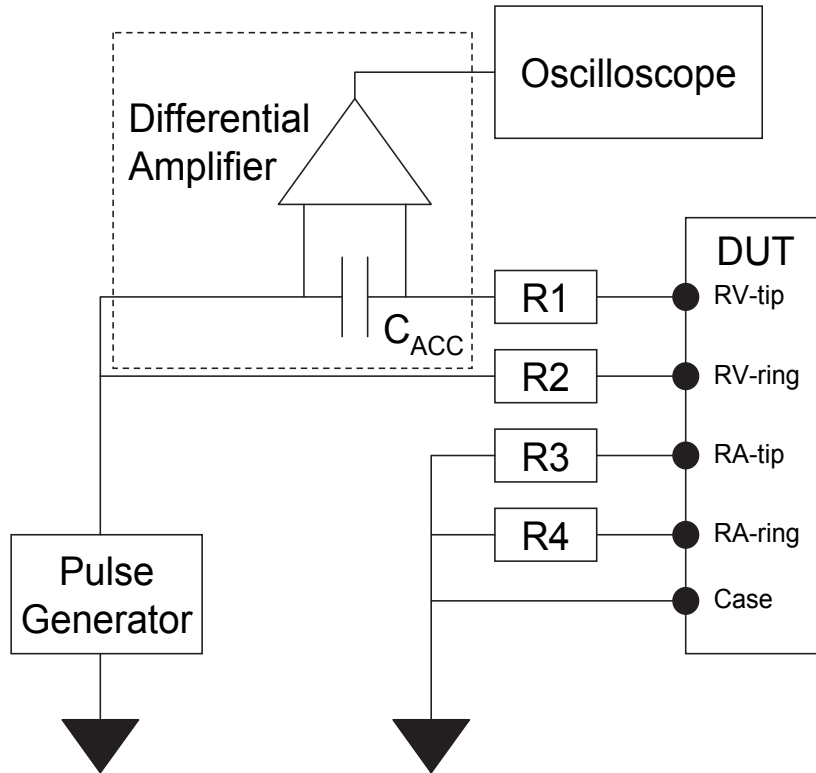 Oscilloscope
Differential
Amplifier
C_ACC
DUT
R1
RV-tip
R2
RV-ring
R3
RA-tip
R4
RA-ring
Case
Pulse
Generator